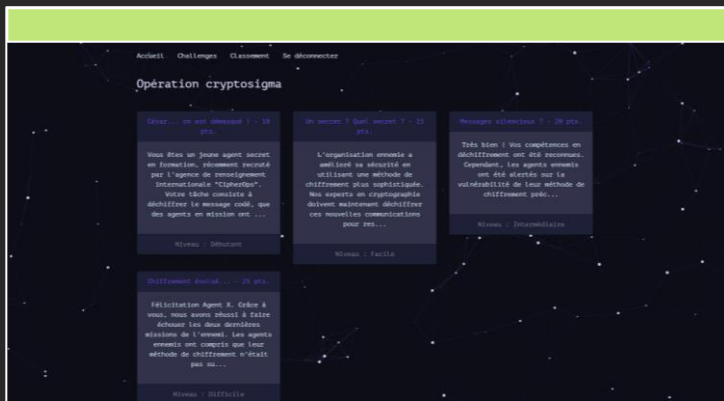 Accueil Challenges Classement Se déconnecter
Opération cryptosigma
César... on est démasqué ! - 10
pts.
Vous êtes un jeune agent secret
en formation, récemment recruté
par l'agence de renseignement
internationale "CipherOps".
Votre tâche consiste à
déchiffrer le message codé, que
des agents en mission ont ...
Niveau : Débutant
Un secret ? Quel secret ? - 15
pts.
L'organisation ennemie a
amélioré sa sécurité en
utilisant une méthode de
chiffrement plus sophistiquée.
Nos experts en cryptographie
doivent maintenant déchiffrer
ces nouvelles communications
pour res...
Niveau : Facile
Messages silencieux ? - 20 pts.
Très bien ! Vos compétences en
déchiffrement ont été reconnues.
Cependant, les agents ennemis
ont été alertés sur la
vulnérabilité de leur méthode de
chiffrement préc...
Niveau : Intermédiaire
Chiffrement évolué... - 25 pts.
Félicitation Agent X. Grâce à
vous, nous avons réussi à faire
échouer les deux dernières
missions de l'ennemi. Les agents
ennemis ont compris que leur
méthode de chiffrement n'était
pas su...
Niveau : Difficile